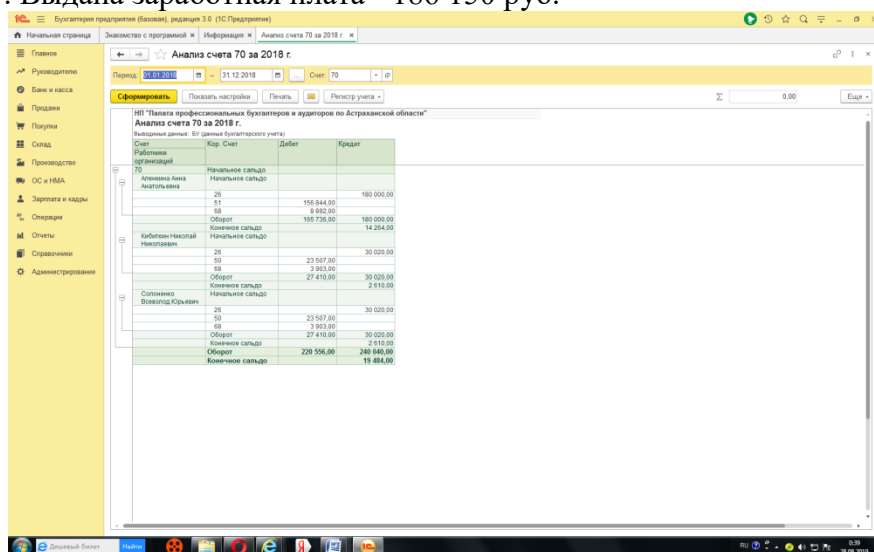 . Выдана заработная плата - 186 150 руб.
1С Бухгалтерия предприятия (базовая), редакция 3.0 (1С:Предприятие)
Начальная страница Знакомство с программой × Информация × Анализ счета 70 за 2018 г. ×
Главное
Руководителю
Банк и касса
Продажи
Покупки
Склад
Производство
ОС и НМА
Зарплата и кадры
Операции
Отчеты
Справочники
Администрирование
Анализ счета 70 за 2018 г.
Период: 01.01.2018 – 31.12.2018 ... Счет: 70
Сформировать Показать настройки Печать Регистр учета Σ 0,00 Еще
НП "Палата профессиональных бухгалтеров и аудиторов по Астраханской области"
Анализ счета 70 за 2018 г.
Выводимые данные: БУ (данные бухгалтерского учета)
Счет Кор. Счет Дебет Кредит
Работники
организаций
70 Начальное сальдо
Анна Начальное сальдо
Анатольевна
26 180 000,00
51 156 844,00
68 8 892,00
Оборот 165 736,00 180 000,00
Конечное сальдо 14 264,00
Кибиткин Николай Начальное сальдо
Николаевич
26 30 020,00
50 23 507,00
68 3 903,00
Оборот 27 410,00 30 020,00
Конечное сальдо 2 610,00
Солоненко Начальное сальдо
Всеволод Юрьевич
26 30 020,00
50 23 507,00
68 3 903,00
Оборот 27 410,00 30 020,00
Конечное сальдо 2 610,00
Оборот 220 556,00 240 040,00
Конечное сальдо 19 484,00
Дешевый билет Найти RU 0:39